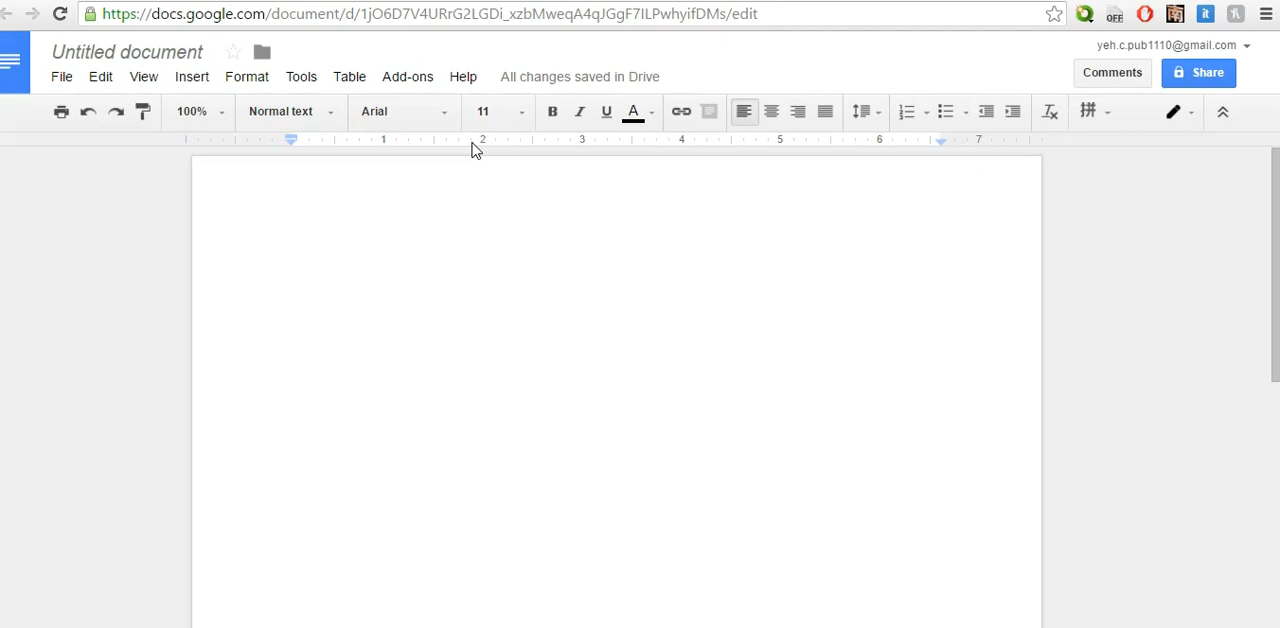 https://docs.google.com/document/d/1jO6D7V4URrG2LGDi_xzbMweqA4qJGgF7ILPwhyifDMs/edit
OFF
it
Untitled document
yeh.c.pub1110@gmail.com
File Edit View Insert Format Tools Table Add-ons Help All changes saved in Drive
Comments Share
100% Normal text Arial 11 B I U A
1 2 3 4 5 6 7